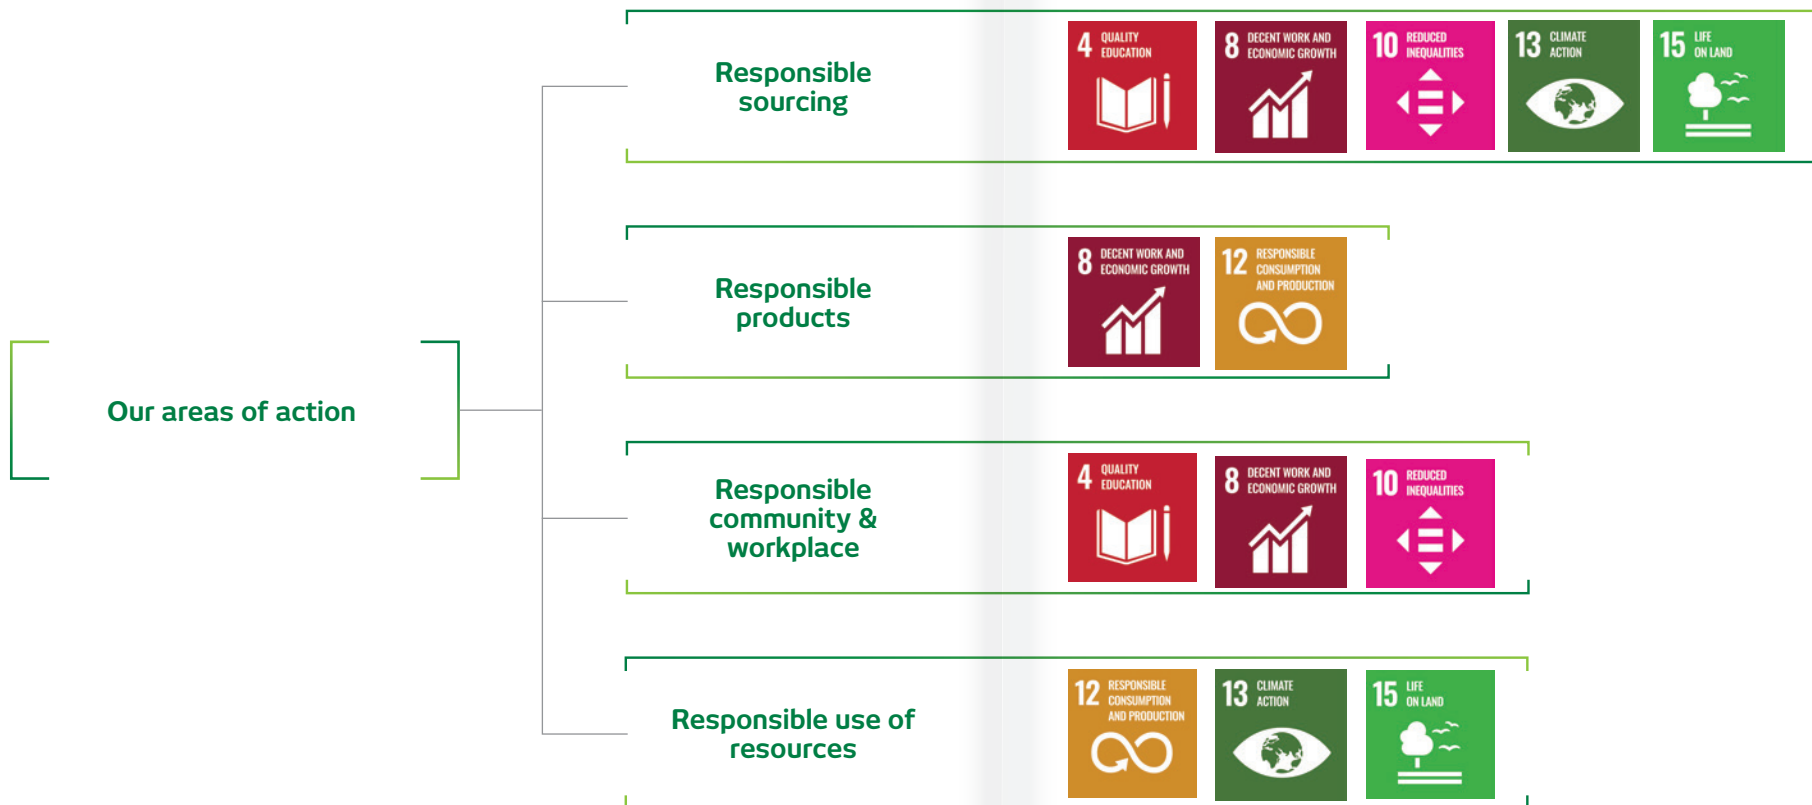 Responsible
sourcing
4 QUALITY
EDUCATION
8 DECENT WORK AND
ECONOMIC GROWTH
10 REDUCED
INEQUALITIES
13 CLIMATE
ACTION
15 LIFE
ON LAND
Responsible
products
8 DECENT WORK AND
ECONOMIC GROWTH
12 RESPONSIBLE
CONSUMPTION
AND PRODUCTION
Our areas of action
Responsible
community &
workplace
4 QUALITY
EDUCATION
8 DECENT WORK AND
ECONOMIC GROWTH
10 REDUCED
INEQUALITIES
Responsible use of
resources
12 RESPONSIBLE
CONSUMPTION
AND PRODUCTION
13 CLIMATE
ACTION
15 LIFE
ON LAND